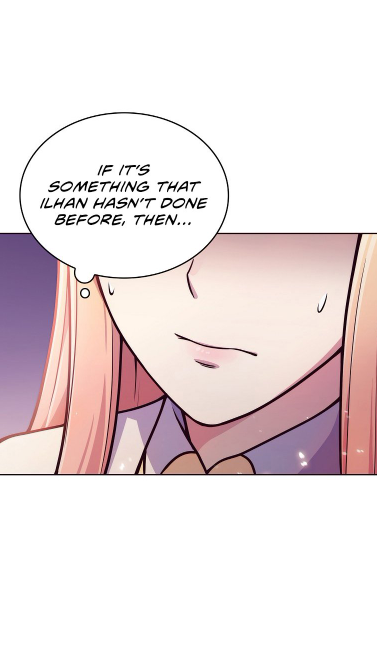 IF IT'S
SOMETHING THAT
ILHAN HASN'T DONE
BEFORE, THEN...